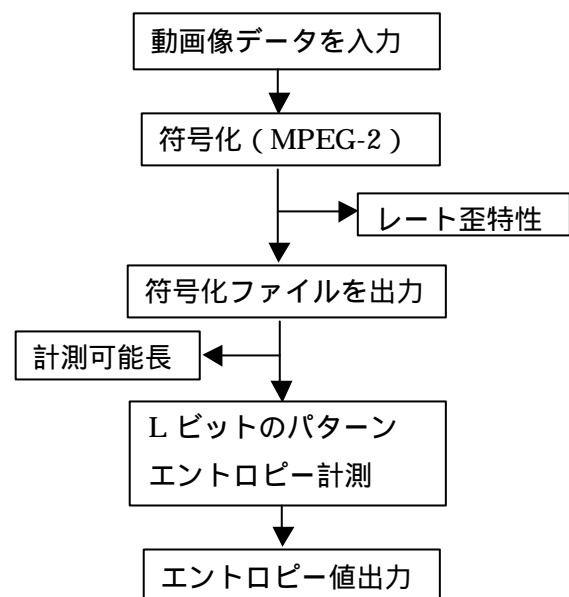 動画像データを入力
符号化（MPEG-2）
レート歪特性
符号化ファイルを出力
計測可能長
L ビットのパターン
エントロピー計測
エントロピー値出力